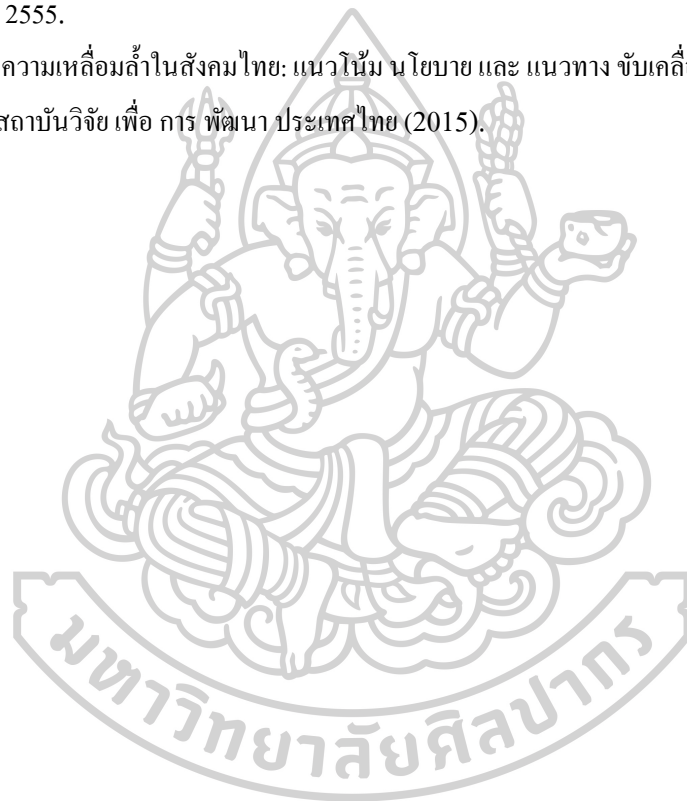 2555.
ความเหลื่อมล้ำในสังคมไทย: แนวโน้ม นโยบาย และ แนวทาง ขับเคลื่
สถาบันวิจัย เพื่อ การ พัฒนา ประเทศไทย (2015).
มหาวิทยาลัยศิลปากร